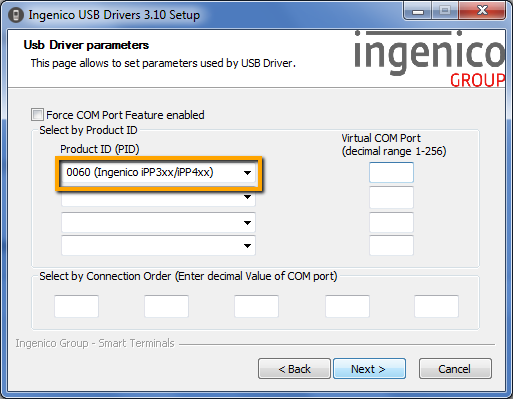 Ingenico USB Drivers 3.10 Setup
Usb Driver parameters
This page allows to set parameters used by USB Driver.
ingenico
GROUP
Force COM Port Feature enabled
Select by Product ID
Product ID (PID)
Virtual COM Port
(decimal range 1-256)
0060 (Ingenico iPP3xx/iPP4xx)
Select by Connection Order (Enter decimal Value of COM port)
Ingenico Group - Smart Terminals
< Back
Next >
Cancel